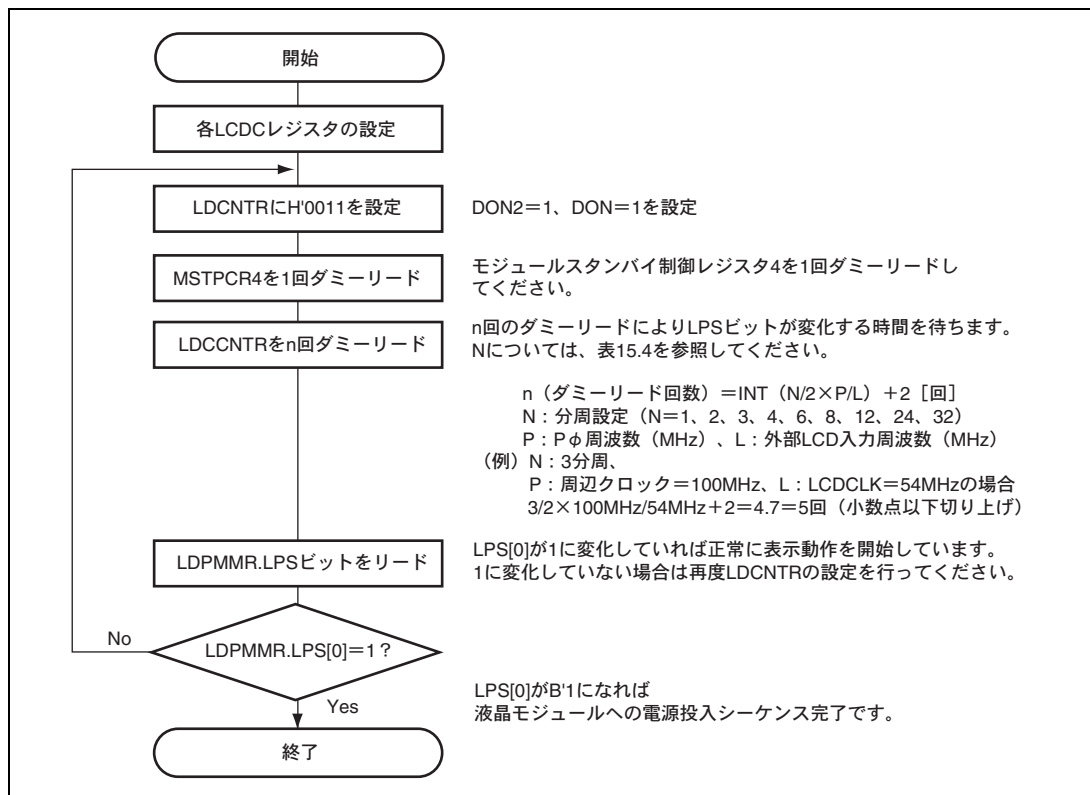 開始
各LCDCレジスタの設定
LDCNTRにH'0011を設定
DON2＝1、DON＝1を設定
MSTPCR4を1回ダミーリード
モジュールスタンバイ制御レジスタ4を1回ダミーリードし
てください。
LDCCNTRをn回ダミーリード
n回のダミーリードによりLPSビットが変化する時間を待ちます。
Nについては、表15.4を参照してください。
n（ダミーリード回数）＝INT（N/2×P/L）＋2［回］
N：分周設定（N＝1、2、3、4、6、8、12、24、32）
P：Pφ周波数（MHz）、L：外部LCD入力周波数（MHz）
（例）N：3分周、
P：周辺クロック＝100MHz、L：LCDCLK＝54MHzの場合
3/2×100MHz/54MHz＋2＝4.7＝5回（小数点以下切り上げ）
LDPMMR.LPSビットをリード
LPS[0]が1に変化していれば正常に表示動作を開始しています。
1に変化していない場合は再度LDCNTRの設定を行ってください。
No
LDPMMR.LPS[0]＝1？
Yes
LPS[0]がB'1になれば
液晶モジュールへの電源投入シーケンス完了です。
終了